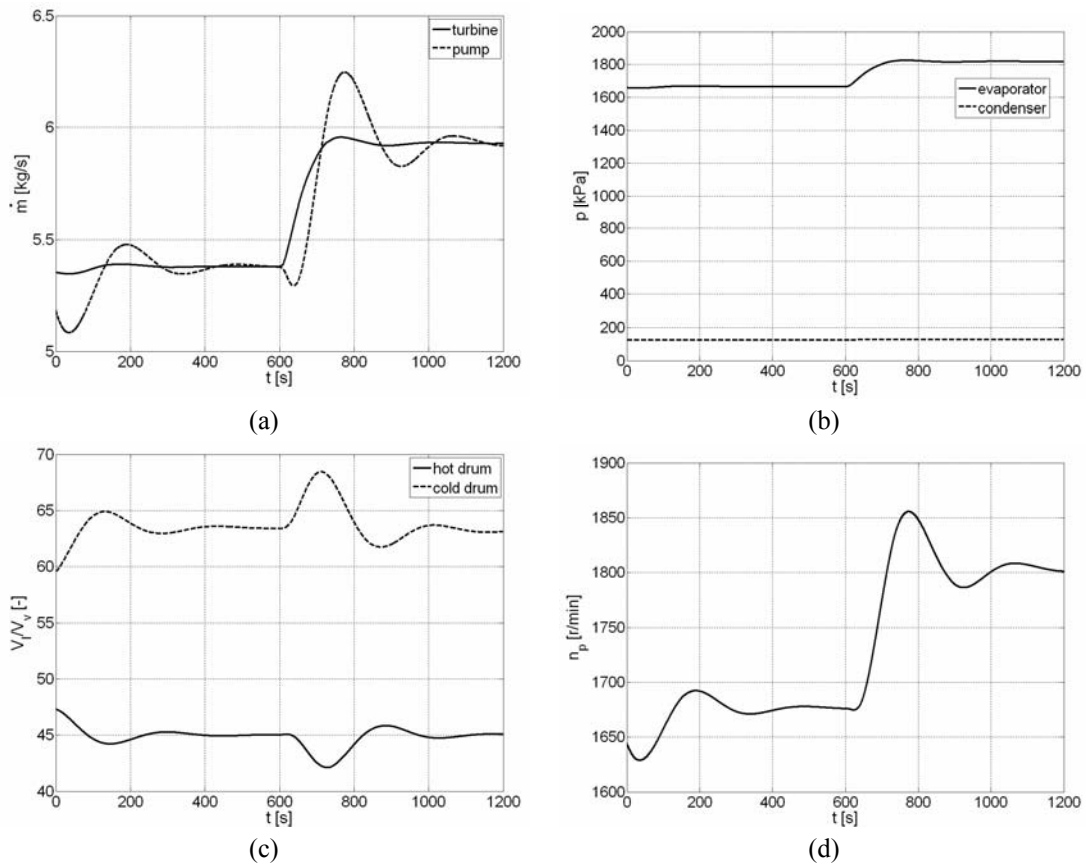 6.5
6
5.5
5
ṁ [kg/s]
turbine
pump
0 200 400 600 800 1000 1200
t [s]
(a)
2000
1800
1600
1400
1200
1000
800
600
400
200
0
p [kPa]
evaporator
condenser
0 200 400 600 800 1000 1200
t [s]
(b)
70
65
60
55
50
45
40
V_l/V_v [-]
hot drum
cold drum
0 200 400 600 800 1000 1200
t [s]
(c)
1900
1850
1800
1750
1700
1650
1600
n_p [r/min]
0 200 400 600 800 1000 1200
t [s]
(d)